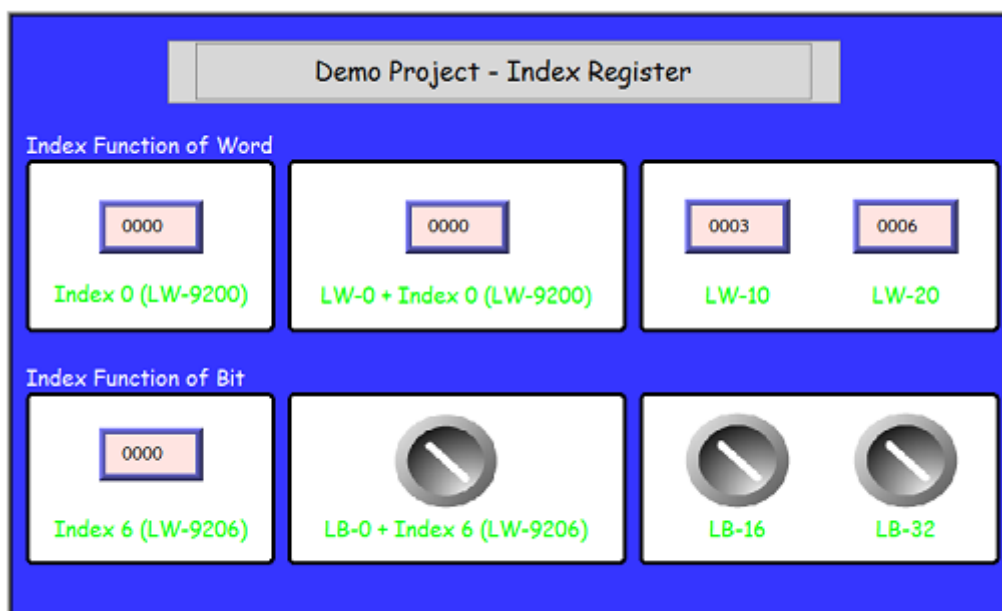 Demo Project - Index Register
Index Function of Word
0000
Index 0 (LW-9200)
0000
LW-0 + Index 0 (LW-9200)
0003
0006
LW-10
LW-20
Index Function of Bit
0000
Index 6 (LW-9206)
LB-0 + Index 6 (LW-9206)
LB-16
LB-32